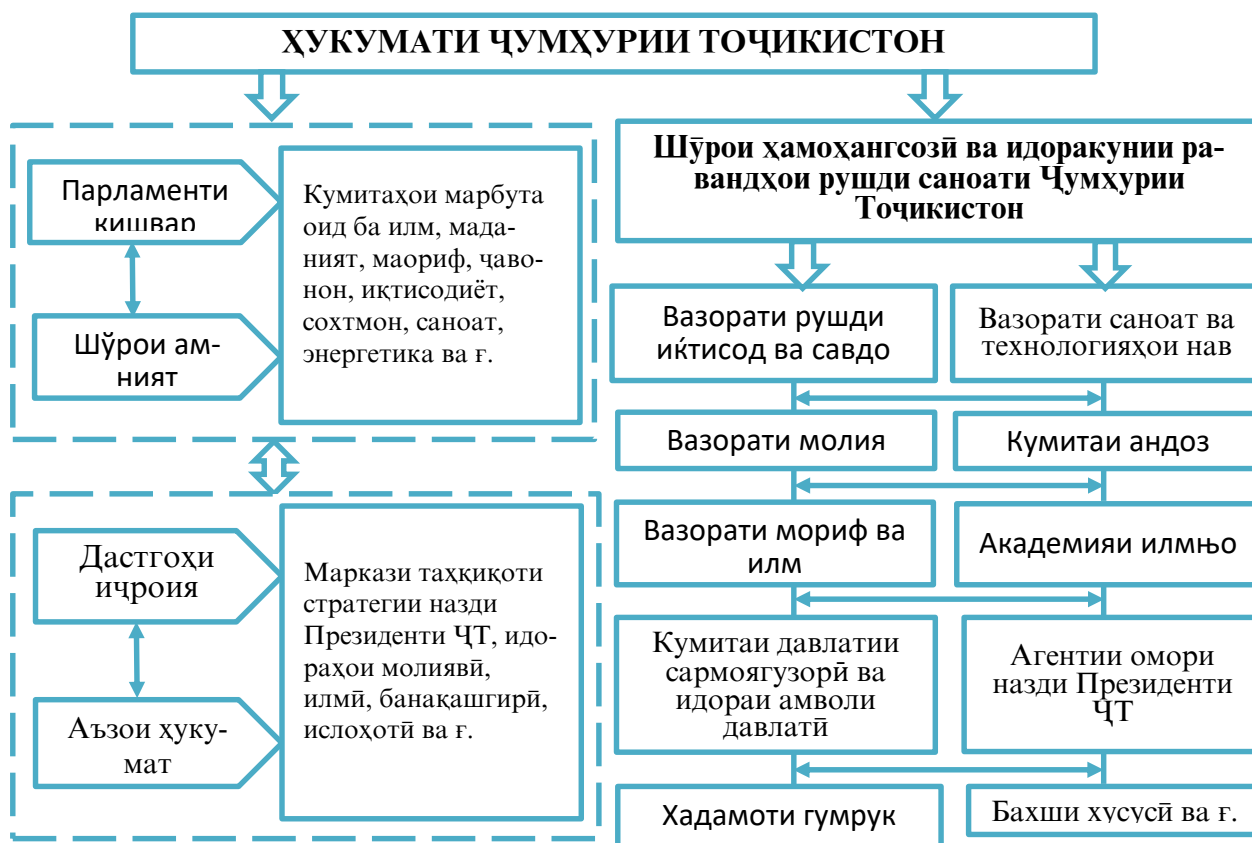 ҲУКУМАТИ ҶУМҲУРИИ ТОҶИКИСТОН
Парламенти
кишвар
Шӯрои ам-
ният
Кумитаҳои марбута
оид ба илм, мада-
ният, маориф, ҷаво-
нон, иқтисодиёт,
сохтмон, саноат,
энергетика ва ғ.
Дастгоҳи
иҷроия
Аъзои ҳуку-
мат
Маркази таҳқиқоти
стратегии назди
Президенти ҶТ, идо-
раҳои молиявӣ,
илмӣ, банақашгирӣ,
ислоҳотӣ ва ғ.
Шӯрои ҳамоҳангсозӣ ва идоракунии ра-
вандҳои рушди саноати Ҷумҳурии
Тоҷикистон
Вазорати рушди
иќтисод ва савдо
Вазорати саноат ва
технологияҳои нав
Вазорати молия
Кумитаи андоз
Вазорати мориф ва
илм
Академияи илмњо
Кумитаи давлатии
сармоягузорӣ ва
идораи амволи
давлатӣ
Агентии омори
назди Президенти
ҶТ
Хадамоти гумрук
Бахши хусусӣ ва ғ.